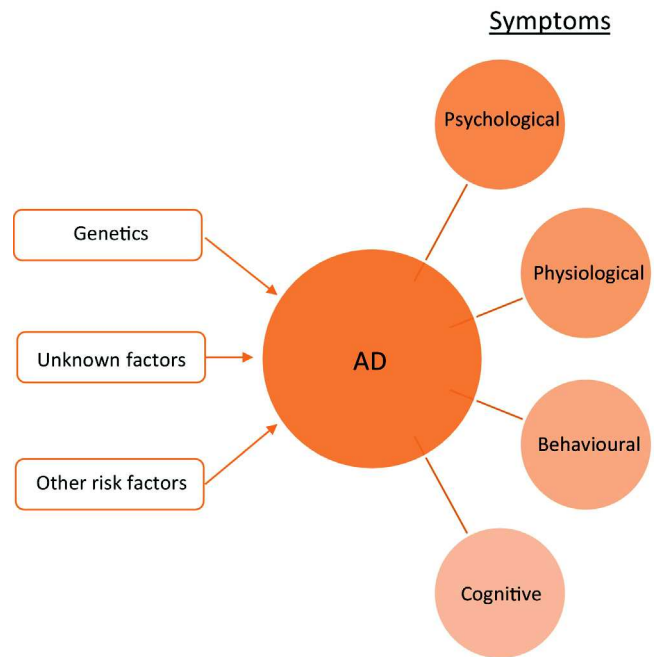 Symptoms
Psychological
Genetics
Physiological
Unknown factors
AD
Behavioural
Other risk factors
Cognitive